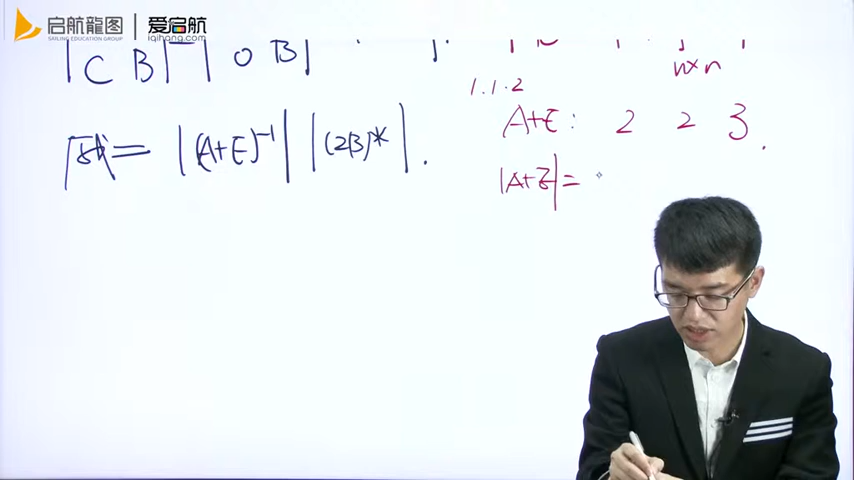 启航龍图
SAILING EDUCATION GROUP
爱启航
iqihang.com
|C B|=|O B|
n×n
1.1.2
A+E: 2 2 3.
= |(A+E)⁻¹| |(2B)*|.
|A+E|=